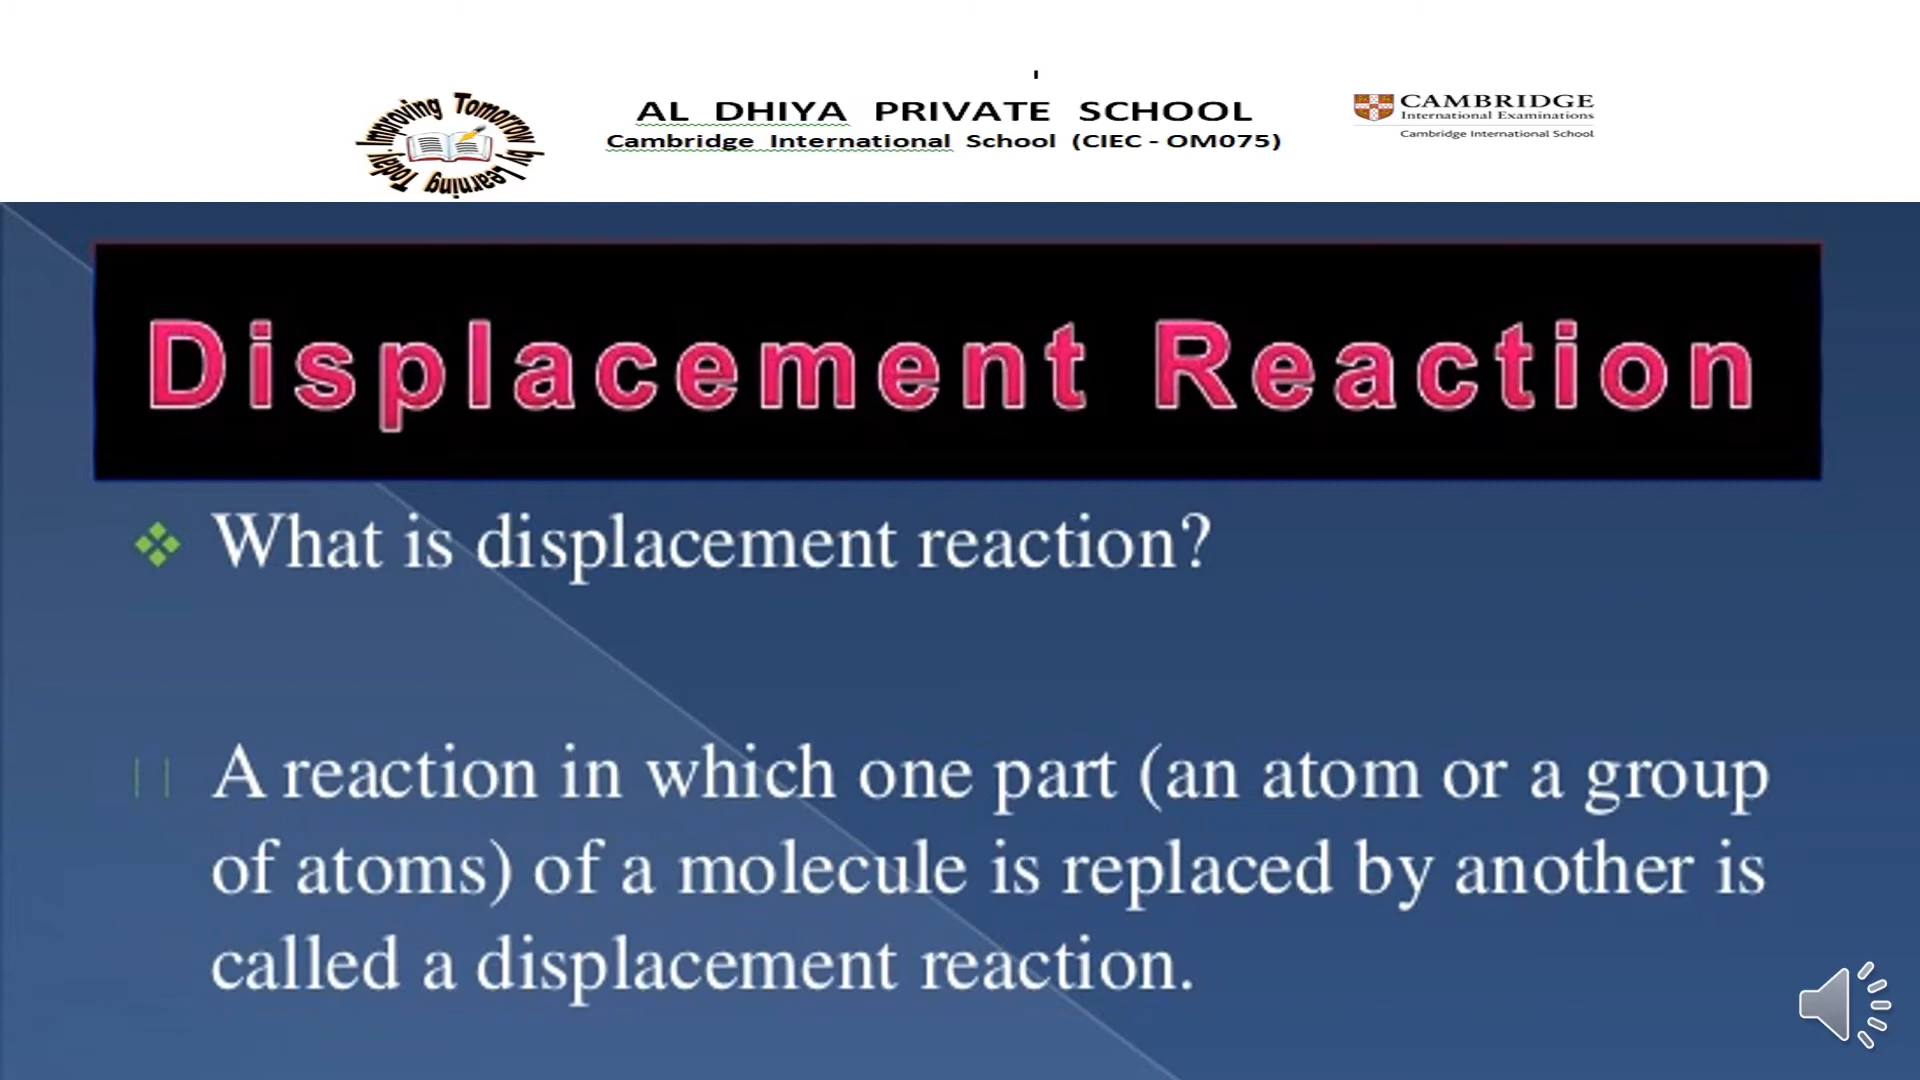 Improving Tomorrow by Learning Today
AL DHIYA PRIVATE SCHOOL
Cambridge International School (CIEC - OM075)
CAMBRIDGE
International Examinations
Cambridge International School
Displacement Reaction
What is displacement reaction?
A reaction in which one part (an atom or a group
of atoms) of a molecule is replaced by another is
called a displacement reaction.